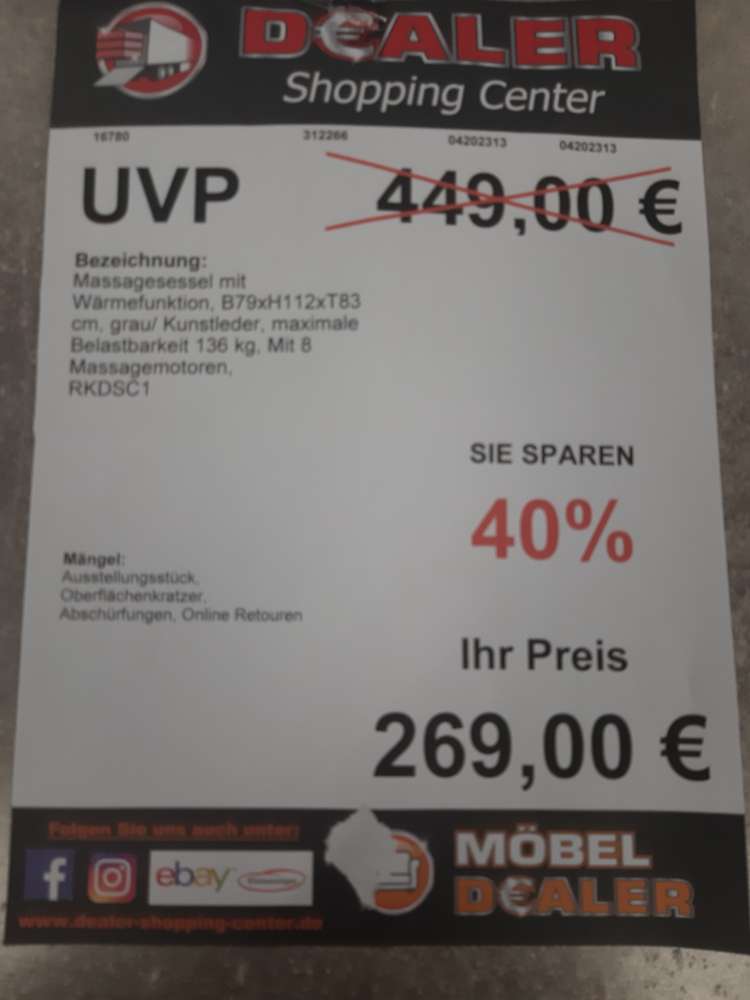 D€ALER
Shopping Center
16780 312266 04202313 04202313
UVP 449,00 €
Bezeichnung:
Massagesessel mit
Wärmefunktion, B79xH112xT83
cm, grau/ Kunstleder, maximale
Belastbarkeit 136 kg, Mit 8
Massagemotoren,
RKDSC1
SIE SPAREN
40%
Mängel:
Ausstellungsstück,
Oberflächenkratzer,
Abschürfungen, Online Retouren
Ihr Preis
269,00 €
Folgen Sie uns auch unter:
f ebay
MÖBEL
D€ALER
www.dealer-shopping-center.de